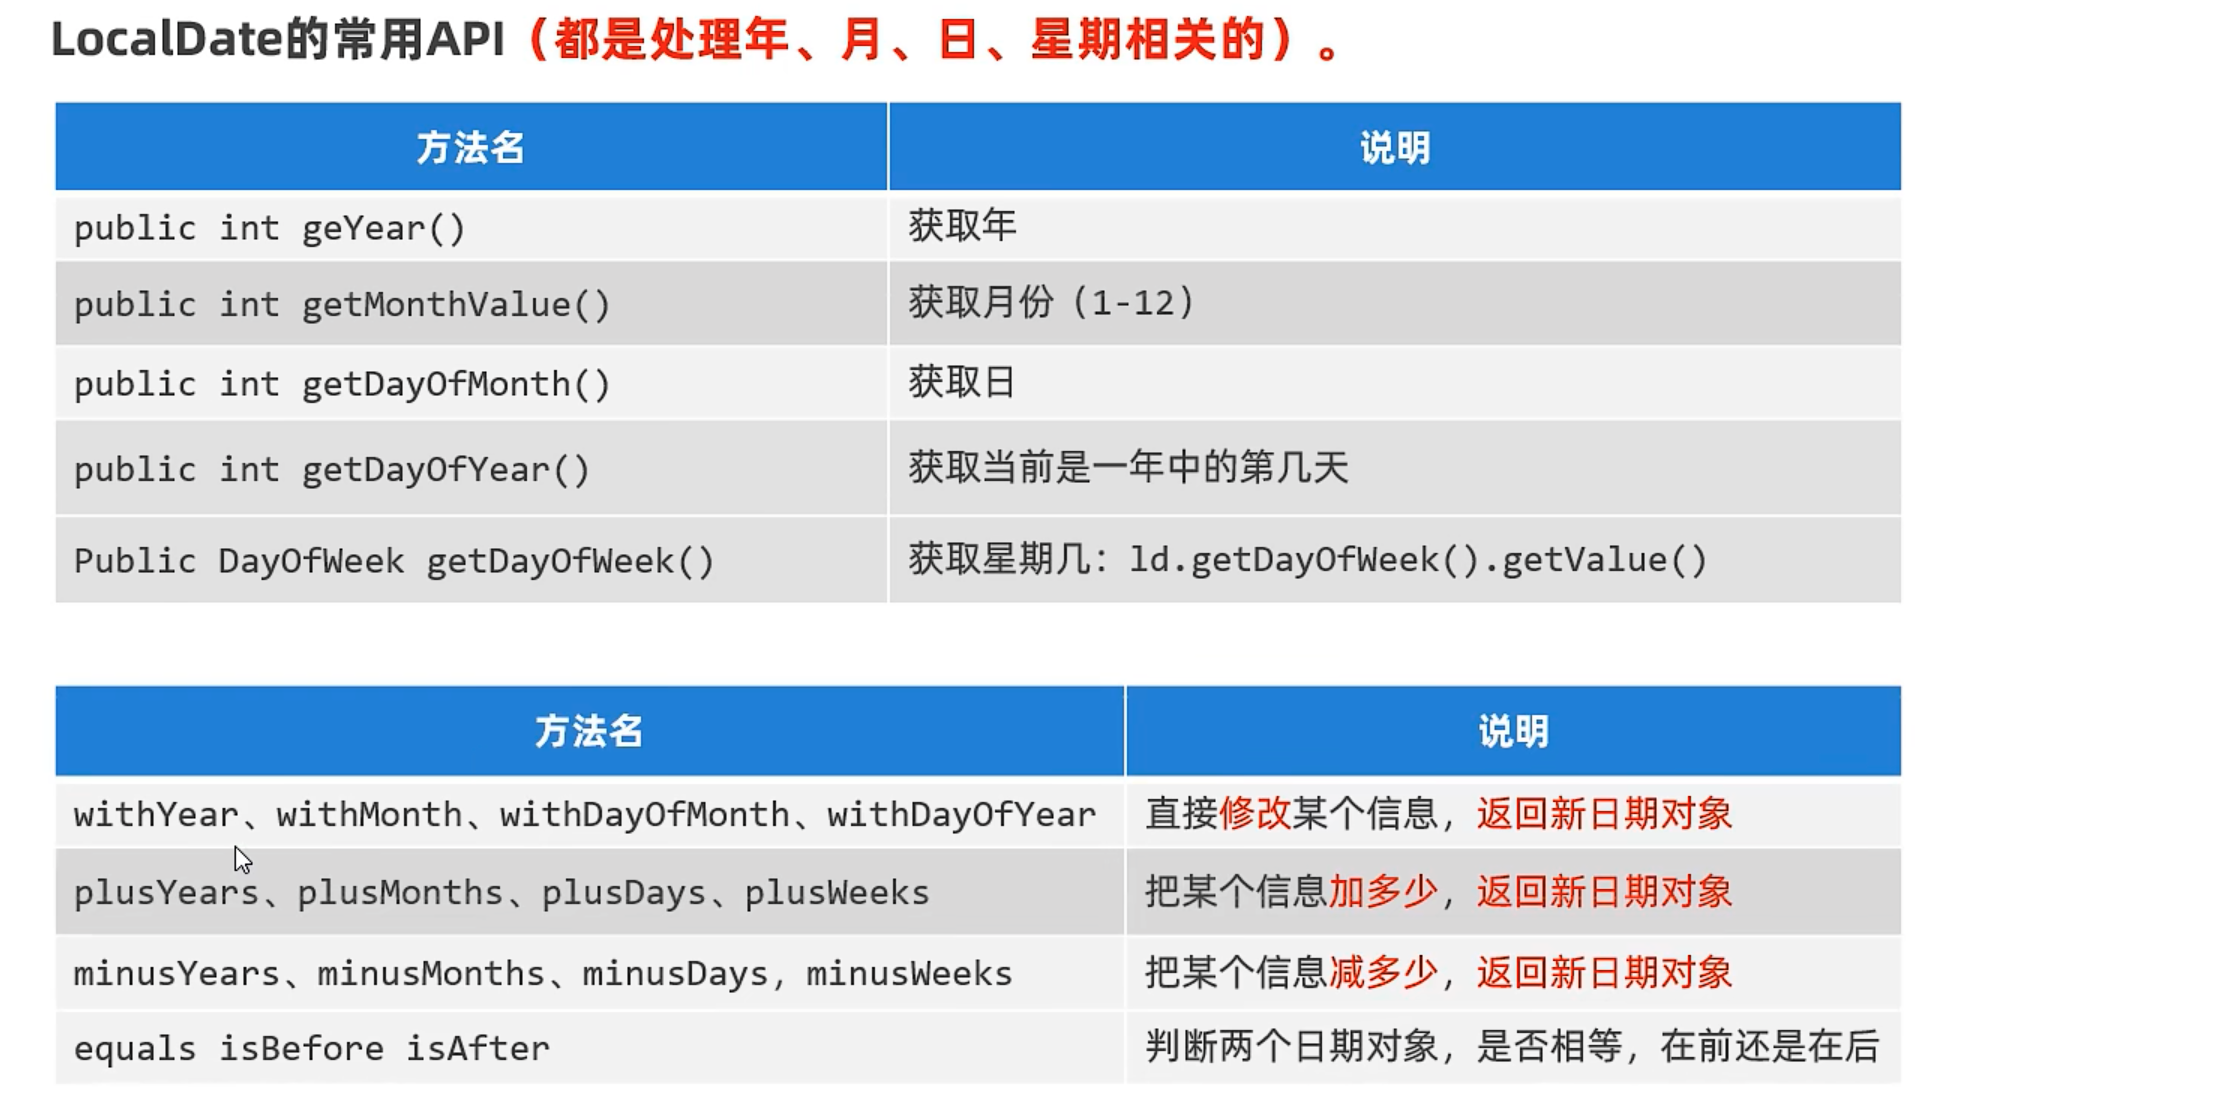 LocalDate的常用API（都是处理年、月、日、星期相关的）。
方法名 说明
public int geYear() 获取年
public int getMonthValue() 获取月份（1-12）
public int getDayOfMonth() 获取日
public int getDayOfYear() 获取当前是一年中的第几天
Public DayOfWeek getDayOfWeek() 获取星期几：ld.getDayOfWeek().getValue()
方法名 说明
withYear、withMonth、withDayOfMonth、withDayOfYear 直接修改某个信息，返回新日期对象
plusYears、plusMonths、plusDays、plusWeeks 把某个信息加多少，返回新日期对象
minusYears、minusMonths、minusDays, minusWeeks 把某个信息减多少，返回新日期对象
equals isBefore isAfter 判断两个日期对象，是否相等，在前还是在后